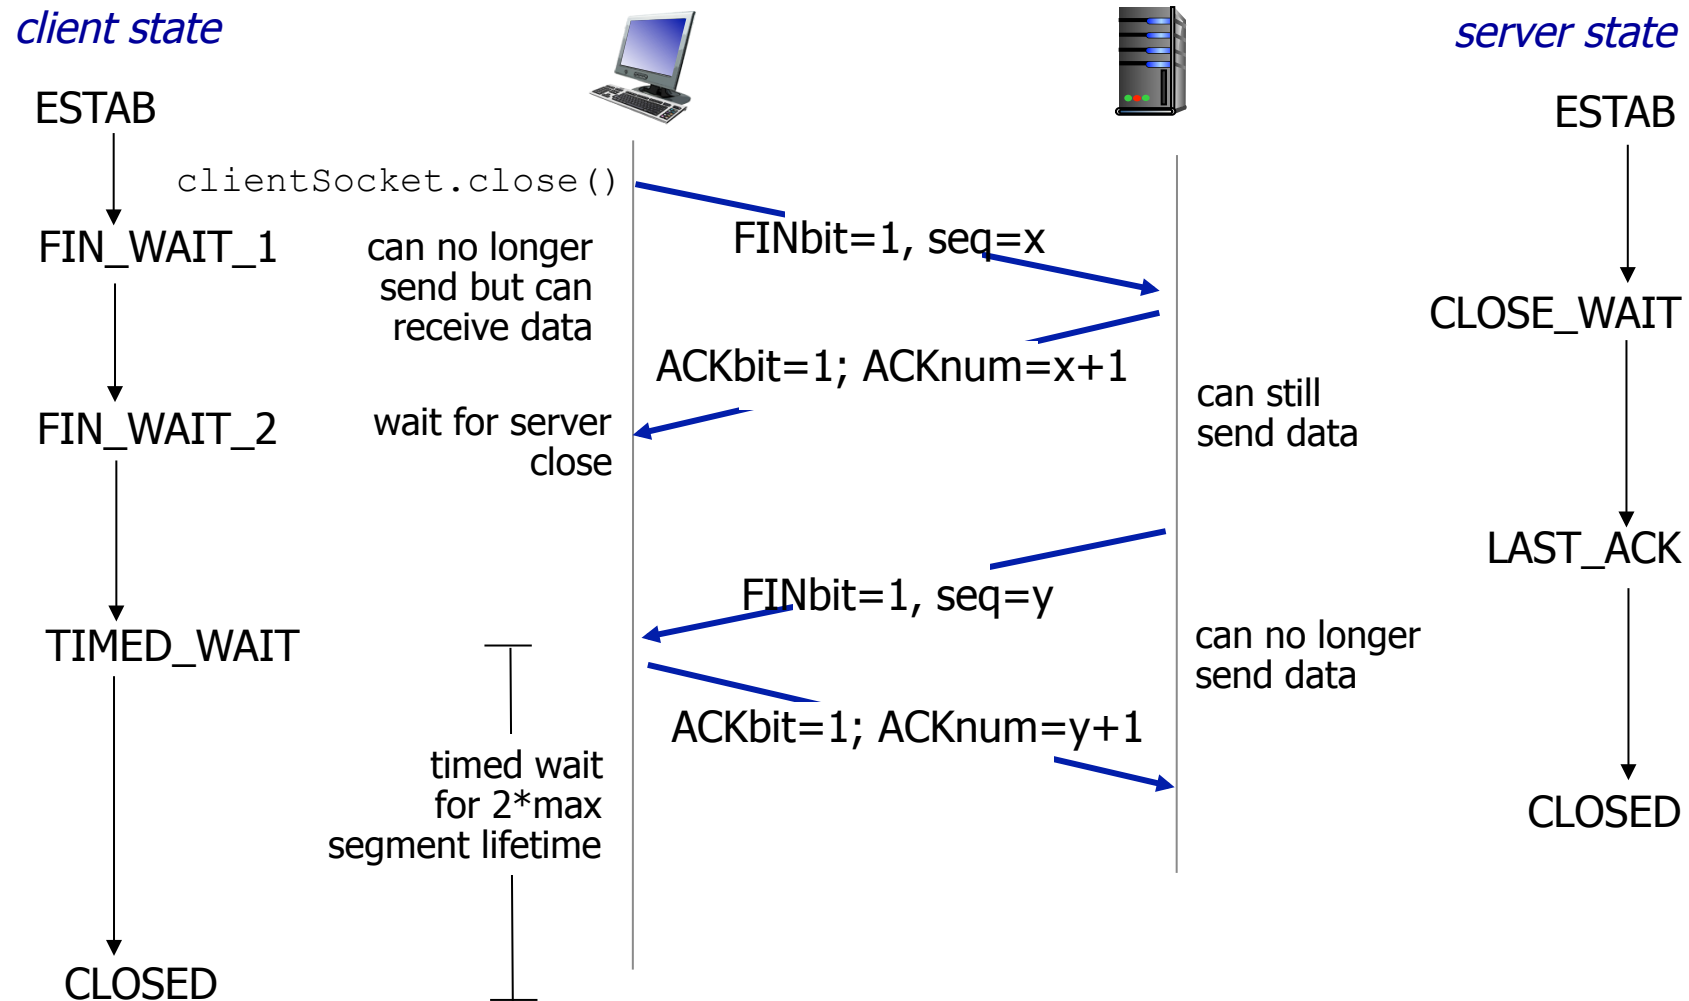 client state
server state
ESTAB
ESTAB
clientSocket.close()
FIN_WAIT_1
can no longer
send but can
receive data
FINbit=1, seq=x
CLOSE_WAIT
ACKbit=1; ACKnum=x+1
can still
send data
FIN_WAIT_2
wait for server
close
LAST_ACK
FINbit=1, seq=y
can no longer
send data
TIMED_WAIT
ACKbit=1; ACKnum=y+1
timed wait
for 2*max
segment lifetime
CLOSED
CLOSED